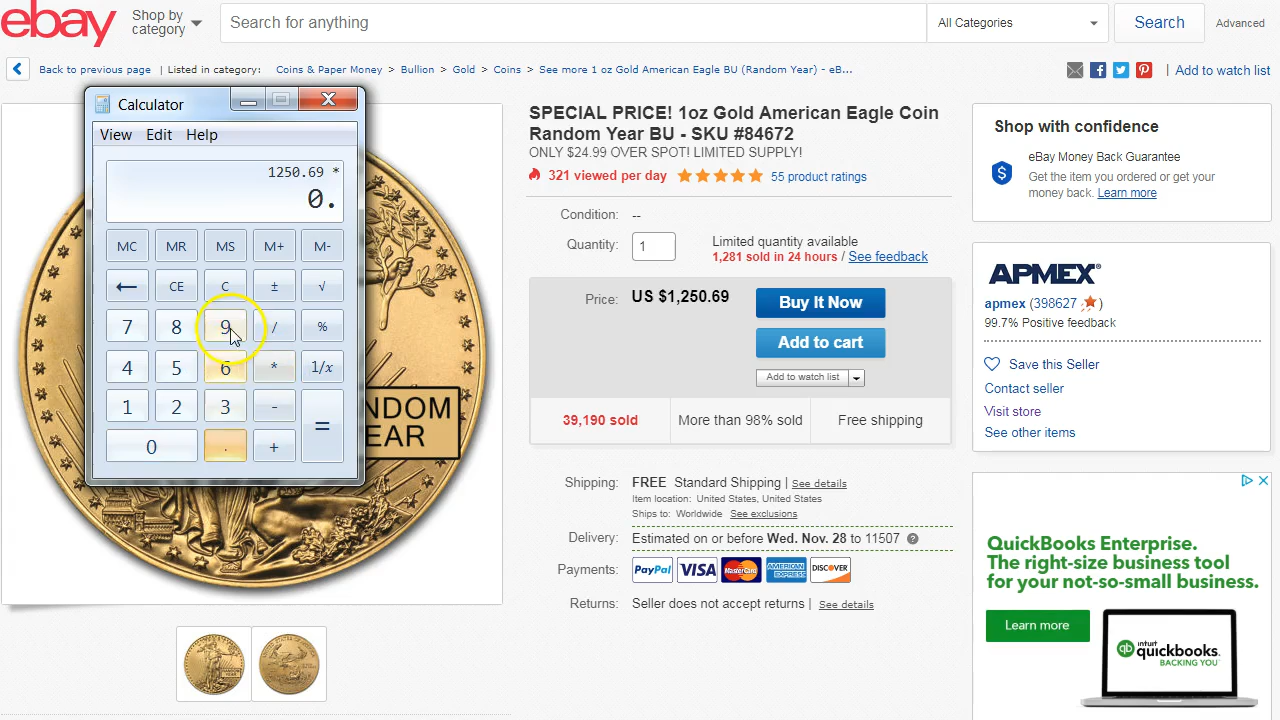 ebay
Shop by
category
Search for anything
All Categories
Search
Advanced
Back to previous page | Listed in category: Coins & Paper Money > Bullion > Gold > Coins > See more 1 oz Gold American Eagle BU (Random Year) - eB...
| Add to watch list
Calculator
View Edit Help
1250.69 *
0.
MC MR MS M+ M-
← CE C ± √
7 8 9 / %
4 5 6 * 1/x
1 2 3 - =
0 . +
NDOM
EAR
SPECIAL PRICE! 1oz Gold American Eagle Coin
Random Year BU - SKU #84672
ONLY $24.99 OVER SPOT! LIMITED SUPPLY!
321 viewed per day
55 product ratings
Condition: --
Quantity: 1
Limited quantity available
1,281 sold in 24 hours / See feedback
Price: US $1,250.69
Buy It Now
Add to cart
Add to watch list
39,190 sold
More than 98% sold
Free shipping
Shipping: FREE Standard Shipping | See details
Item location: United States, United States
Ships to: Worldwide See exclusions
Delivery: Estimated on or before Wed. Nov. 28 to 11507 ?
Payments: PayPal VISA MasterCard AMERICAN EXPRESS DISCOVER
Returns: Seller does not accept returns | See details
Shop with confidence
$
eBay Money Back Guarantee
Get the item you ordered or get your
money back. Learn more
APMEX®
apmex (398627 )
99.7% Positive feedback
Save this Seller
Contact seller
Visit store
See other items
QuickBooks Enterprise.
The right-size business tool
for your not-so-small business.
Learn more
intuit
quickbooks.
BACKING YOU